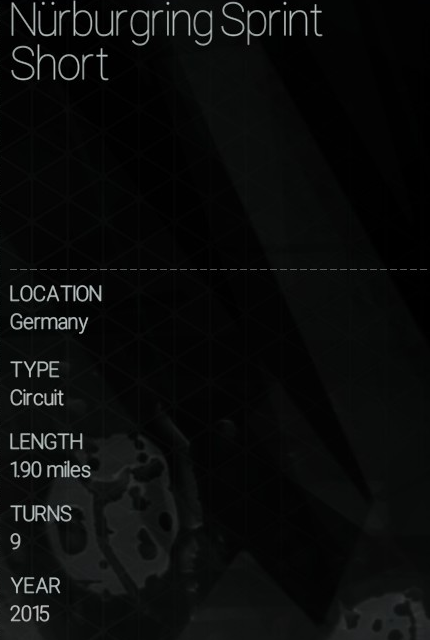 Nürburgring Sprint
Short
LOCATION
Germany
TYPE
Circuit
LENGTH
1.90 miles
TURNS
9
YEAR
2015